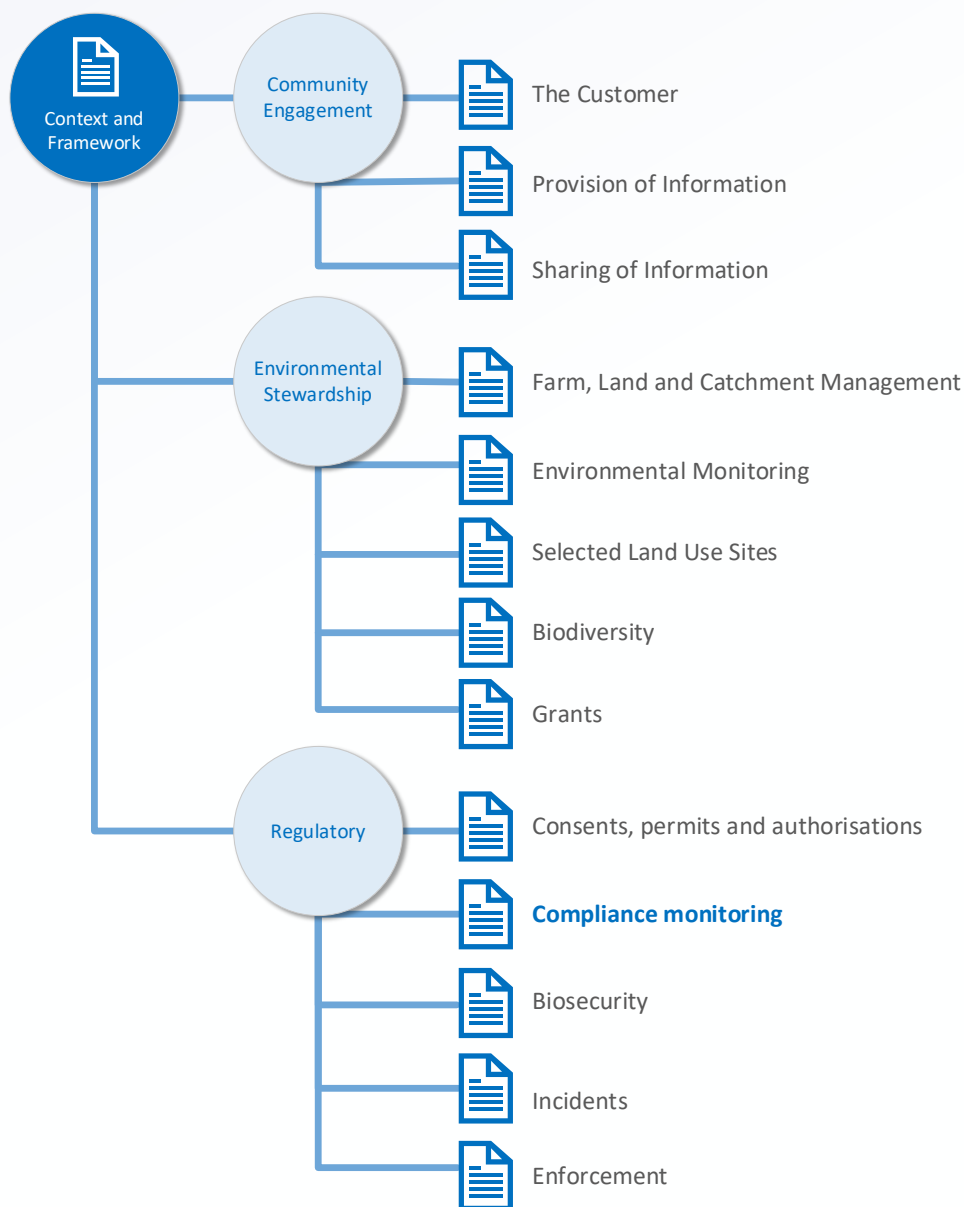 Context and
Framework
Community
Engagement
The Customer
Provision of Information
Sharing of Information
Environmental
Stewardship
Farm, Land and Catchment Management
Environmental Monitoring
Selected Land Use Sites
Biodiversity
Grants
Regulatory
Consents, permits and authorisations
Compliance monitoring
Biosecurity
Incidents
Enforcement